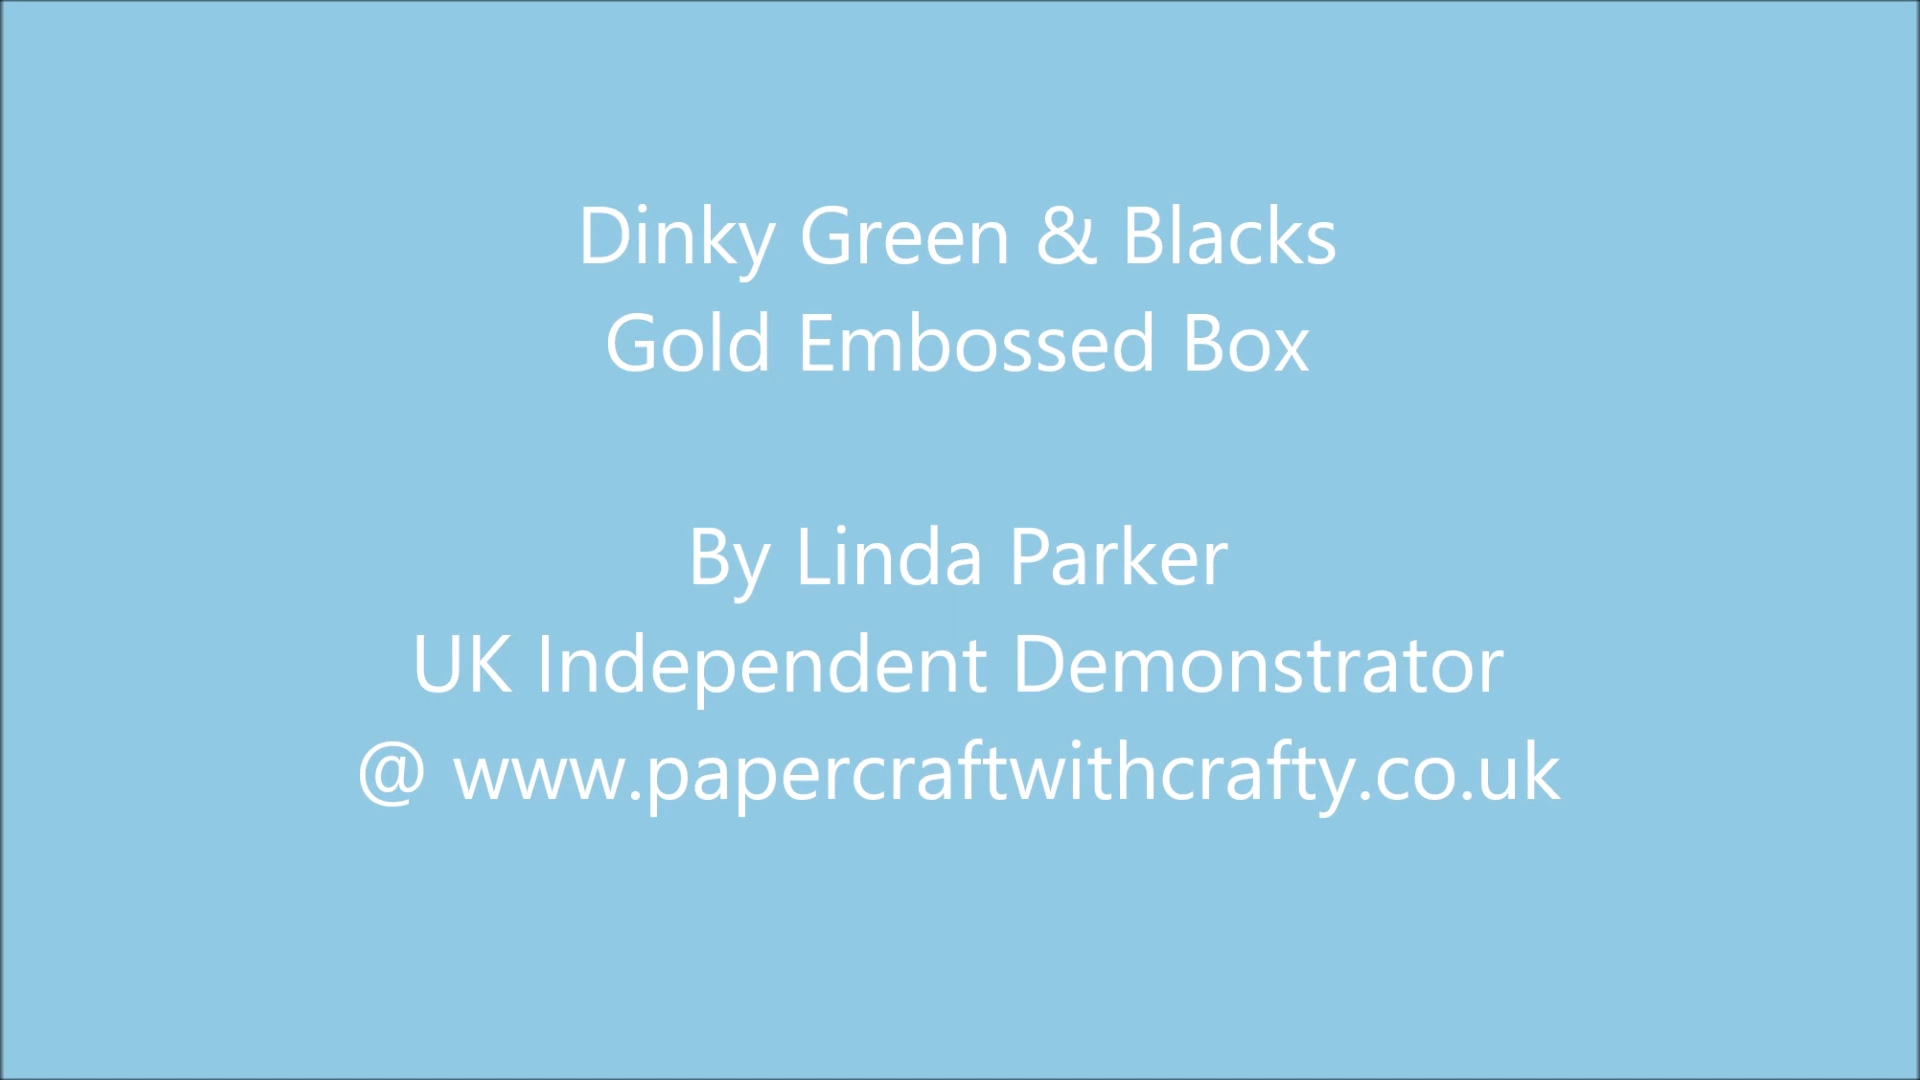 Dinky Green & Blacks
Gold Embossed Box
By Linda Parker
UK Independent Demonstrator
@ www.papercraftwithcrafty.co.uk